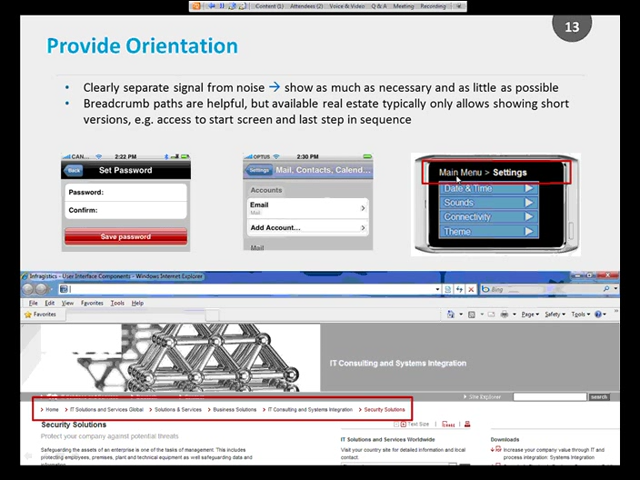 Content (1) Attendees (2) Voice & Video Q & A Meeting Recording
13
Provide Orientation
• Clearly separate signal from noise → show as much as necessary and as little as possible
• Breadcrumb paths are helpful, but available real estate typically only allows showing short
versions, e.g. access to start screen and last step in sequence
CAN... 2:22 PM
Back Set Password
Password:
Confirm:
Save password
OPTUS 2:30 PM
Settings Mail, Contacts, Calend...
Accounts
Email
Mail
Add Account...
Mail
Main Menu > Settings
Date & Time
Sounds
Connectivity
Theme
Infragistics - User Interface Components - Windows Internet Explorer
Bing
File Edit View Favorites Tools Help
Favorites Page Safety Tools
IT Consulting and Systems Integration
Site Explorer search
> Home > IT Solutions and Services Global > Solutions & Services > Business Solutions > IT Consulting and Systems Integration > Security Solutions
Security Solutions
Text Size
Protect your company against potential threats
IT Solutions and Services Worldwide
Downloads
Safeguarding the assets of an enterprise is one of the tasks of management. This includes
protecting employees, premises, plant and technical equipment as well safeguarding data and
Visit your country site for detailed information and local
contact.
Increase your company value through IT and
process integration: Systems Integration